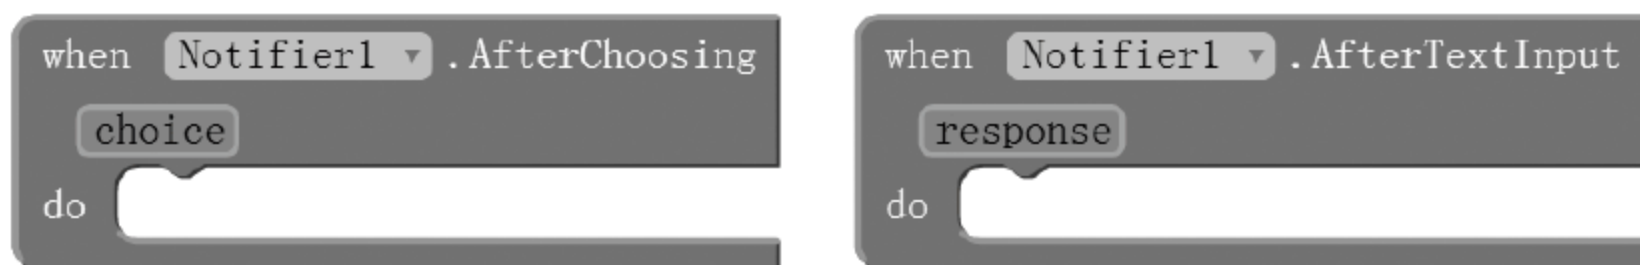 when Notifier1 .AfterChoosing
choice
do
when Notifier1 .AfterTextInput
response
do